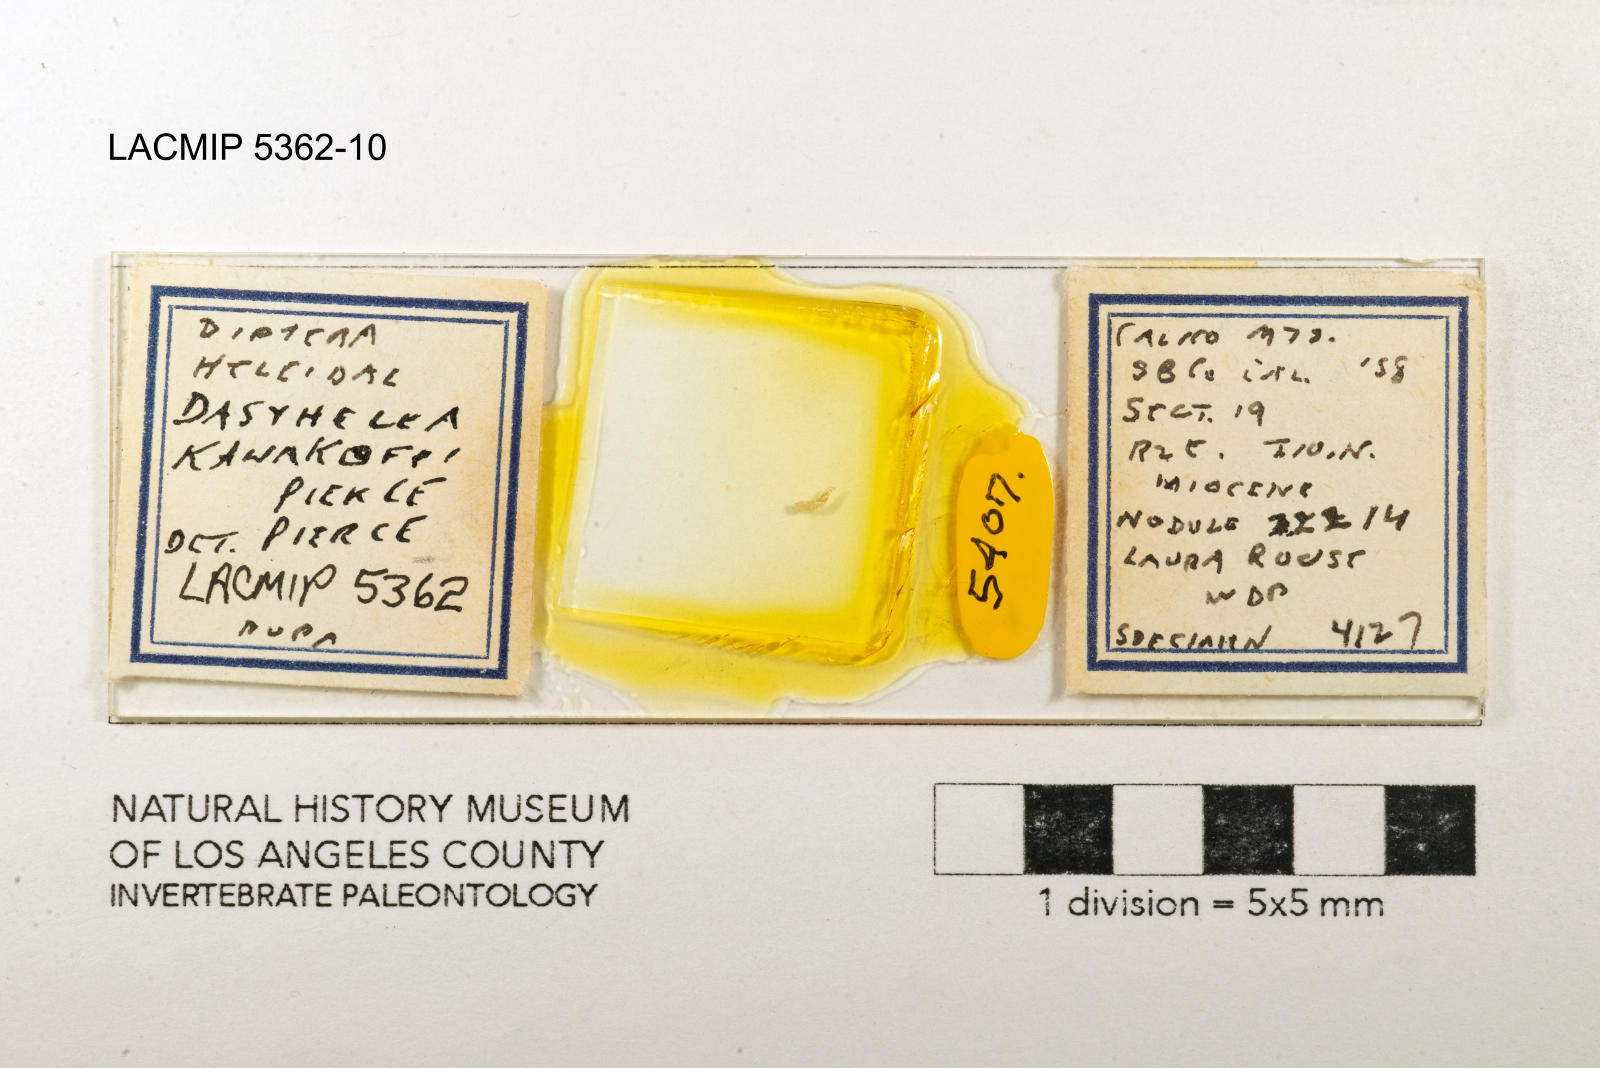 LACMIP 5362-10
DIPTERA
HELEIDAE
DASYHELEA
PIERCE
DET. PIERCE
LACMIP 5362
PUPA
5407.
CALICO MTS.
SB Co. CAL. '58
SECT. 19
R2E. T10.N.
MIOCENE
NODULE 14
LAURA ROUSE
WDP
SPECIMEN 4127
NATURAL HISTORY MUSEUM
OF LOS ANGELES COUNTY
INVERTEBRATE PALEONTOLOGY
1 division = 5x5 mm